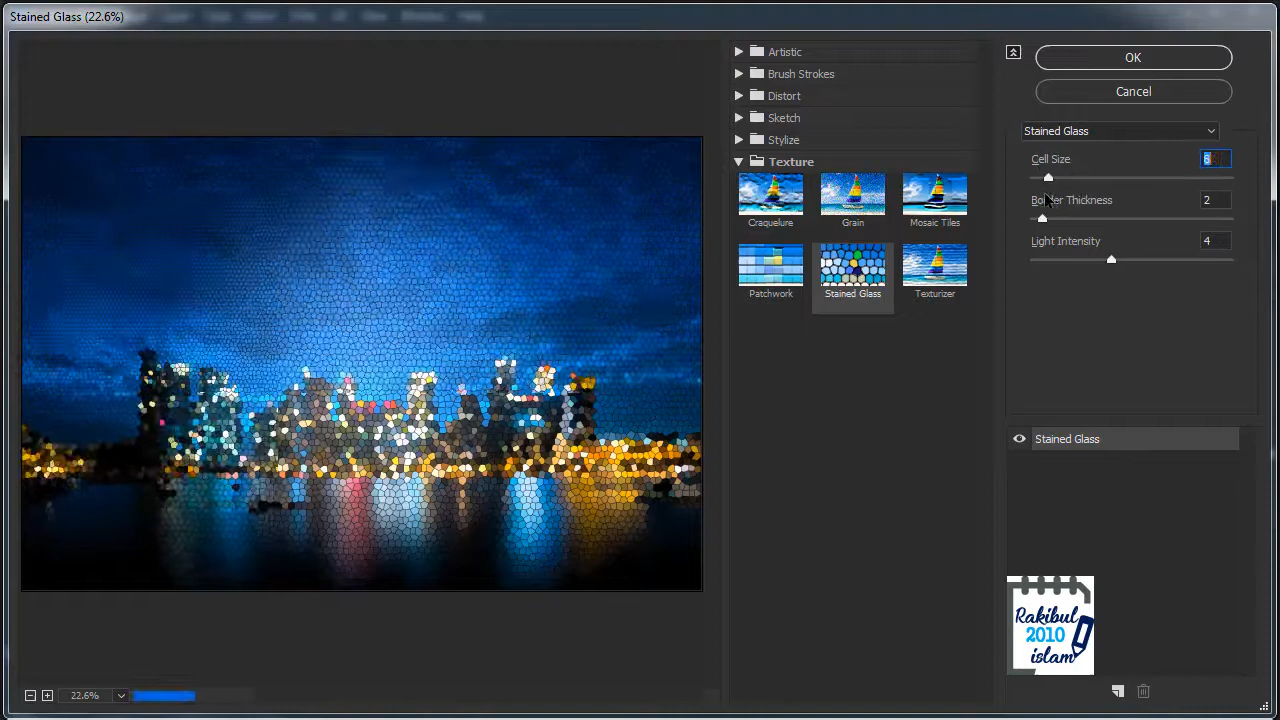 Stained Glass (22.6%)
Artistic
Brush Strokes
Distort
Sketch
Stylize
Texture
Craquelure
Grain
Mosaic Tiles
Patchwork
Stained Glass
Texturizer
OK
Cancel
Stained Glass
Cell Size
Border Thickness 2
Light Intensity 4
Stained Glass
Rakibul
2010
islam
22.6%